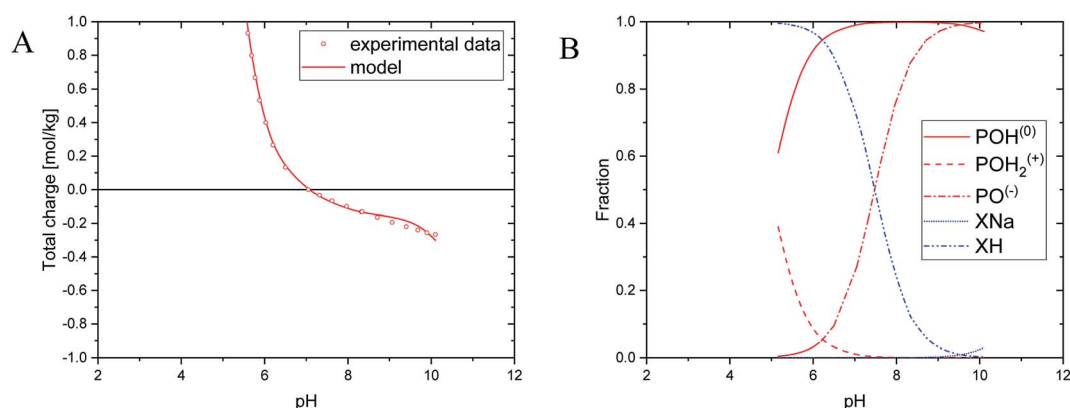 A
Total charge [mol/kg]
1.0
0.8
0.6
0.4
0.2
0.0
-0.2
-0.4
-0.6
-0.8
-1.0
2 4 6 8 10 12
pH
experimental data
model
B
Fraction
1.0
0.8
0.6
0.4
0.2
0.0
2 4 6 8 10 12
pH
POH(0)
POH2(+)
PO(-)
XNa
XH